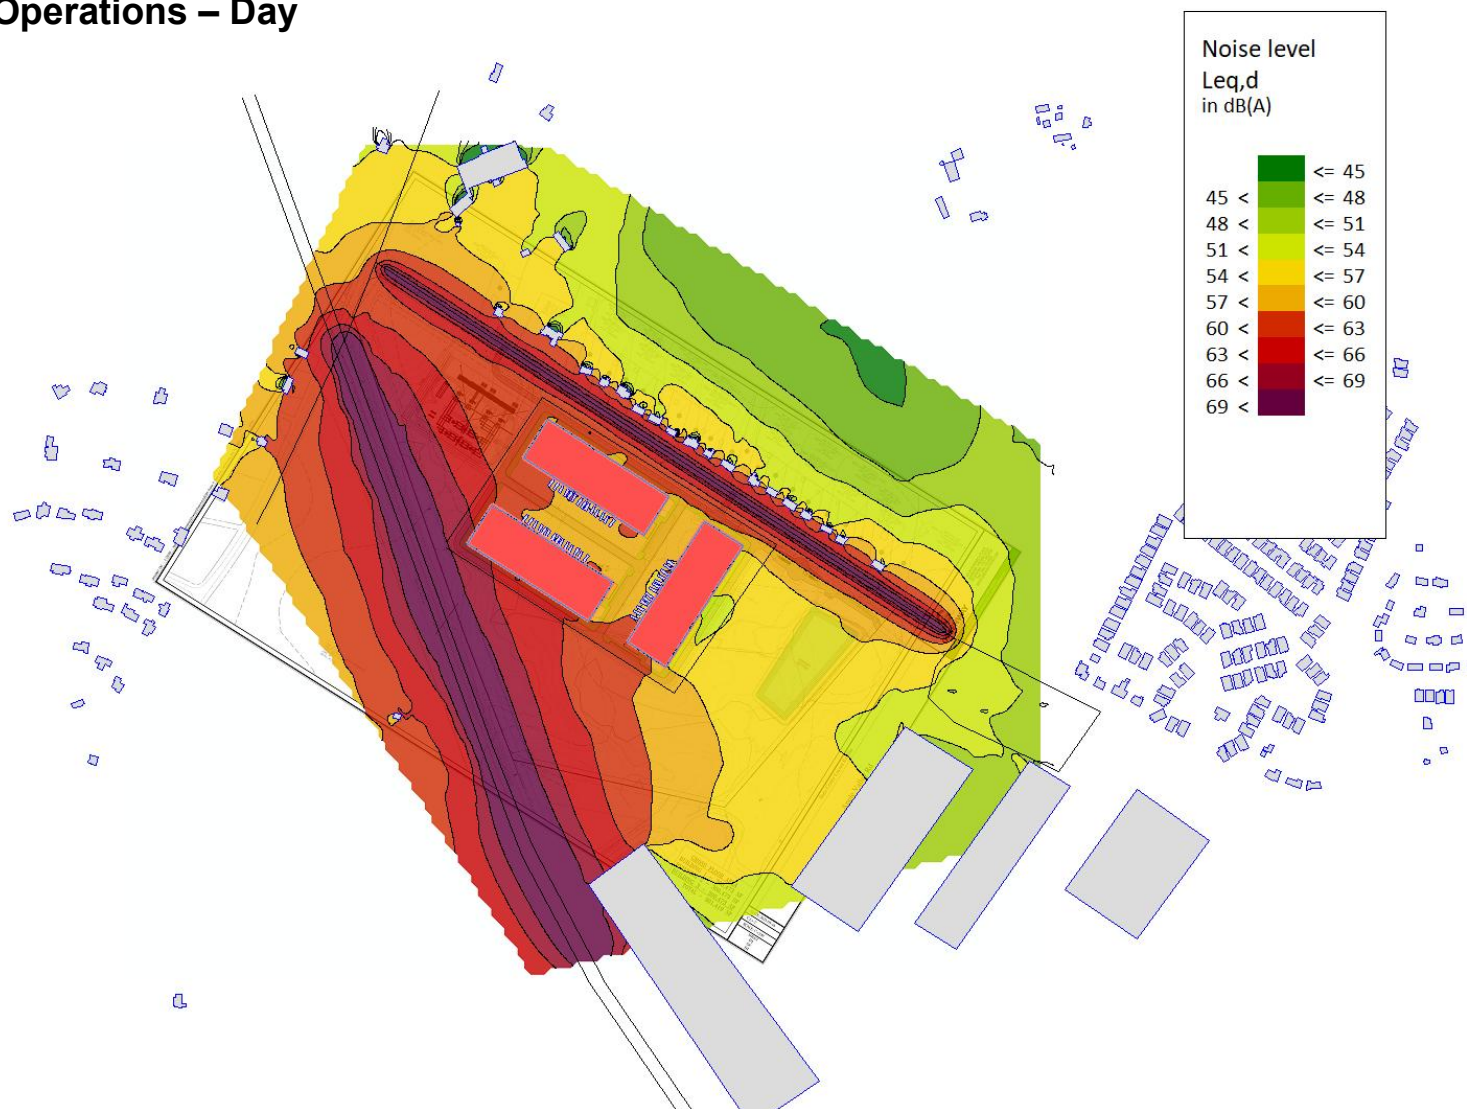 Operations – Day
Noise level
Leq,d
in dB(A)
<= 45
45 < <= 48
48 < <= 51
51 < <= 54
54 < <= 57
57 < <= 60
60 < <= 63
63 < <= 66
66 < <= 69
69 <